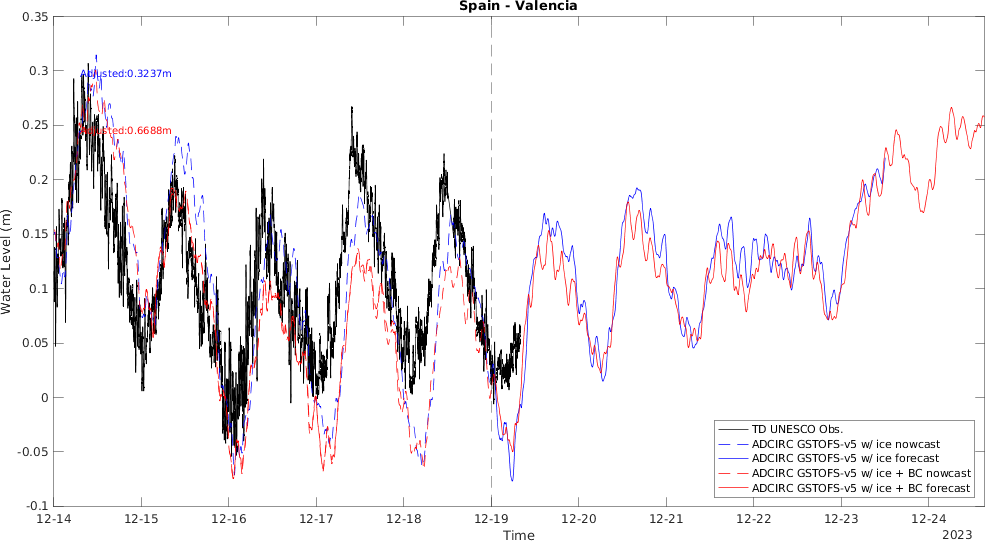 Spain - Valencia
0.35
0.3
0.25
0.2
0.15
0.1
0.05
0
-0.05
-0.1
Water Level (m)
Adjusted:0.3237m
Adjusted:0.6688m
TD UNESCO Obs.
ADCIRC GSTOFS-v5 w/ ice nowcast
ADCIRC GSTOFS-v5 w/ ice forecast
ADCIRC GSTOFS-v5 w/ ice + BC nowcast
ADCIRC GSTOFS-v5 w/ ice + BC forecast
12-14 12-15 12-16 12-17 12-18 12-19 12-20 12-21 12-22 12-23 12-24
Time
2023